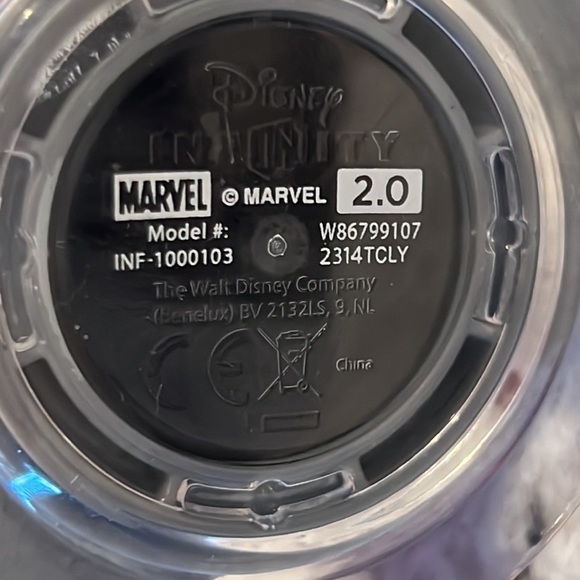 Disney
INFINITY
MARVEL © MARVEL 2.0
Model #: W86799107
INF-1000103 2314TCLY
The Walt Disney Company
(Benelux) BV 2132LS, 9, NL
CE China